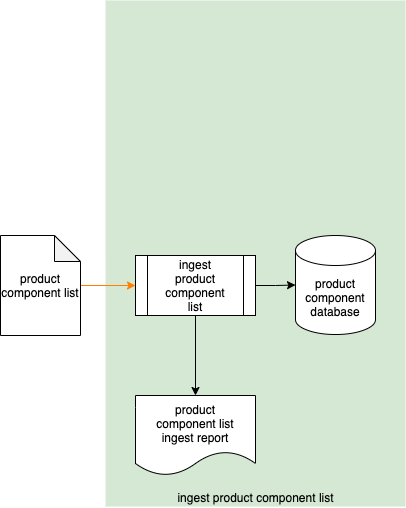 product
component list
ingest
product
component
list
product
component
database
product
component list
ingest report
ingest product component list